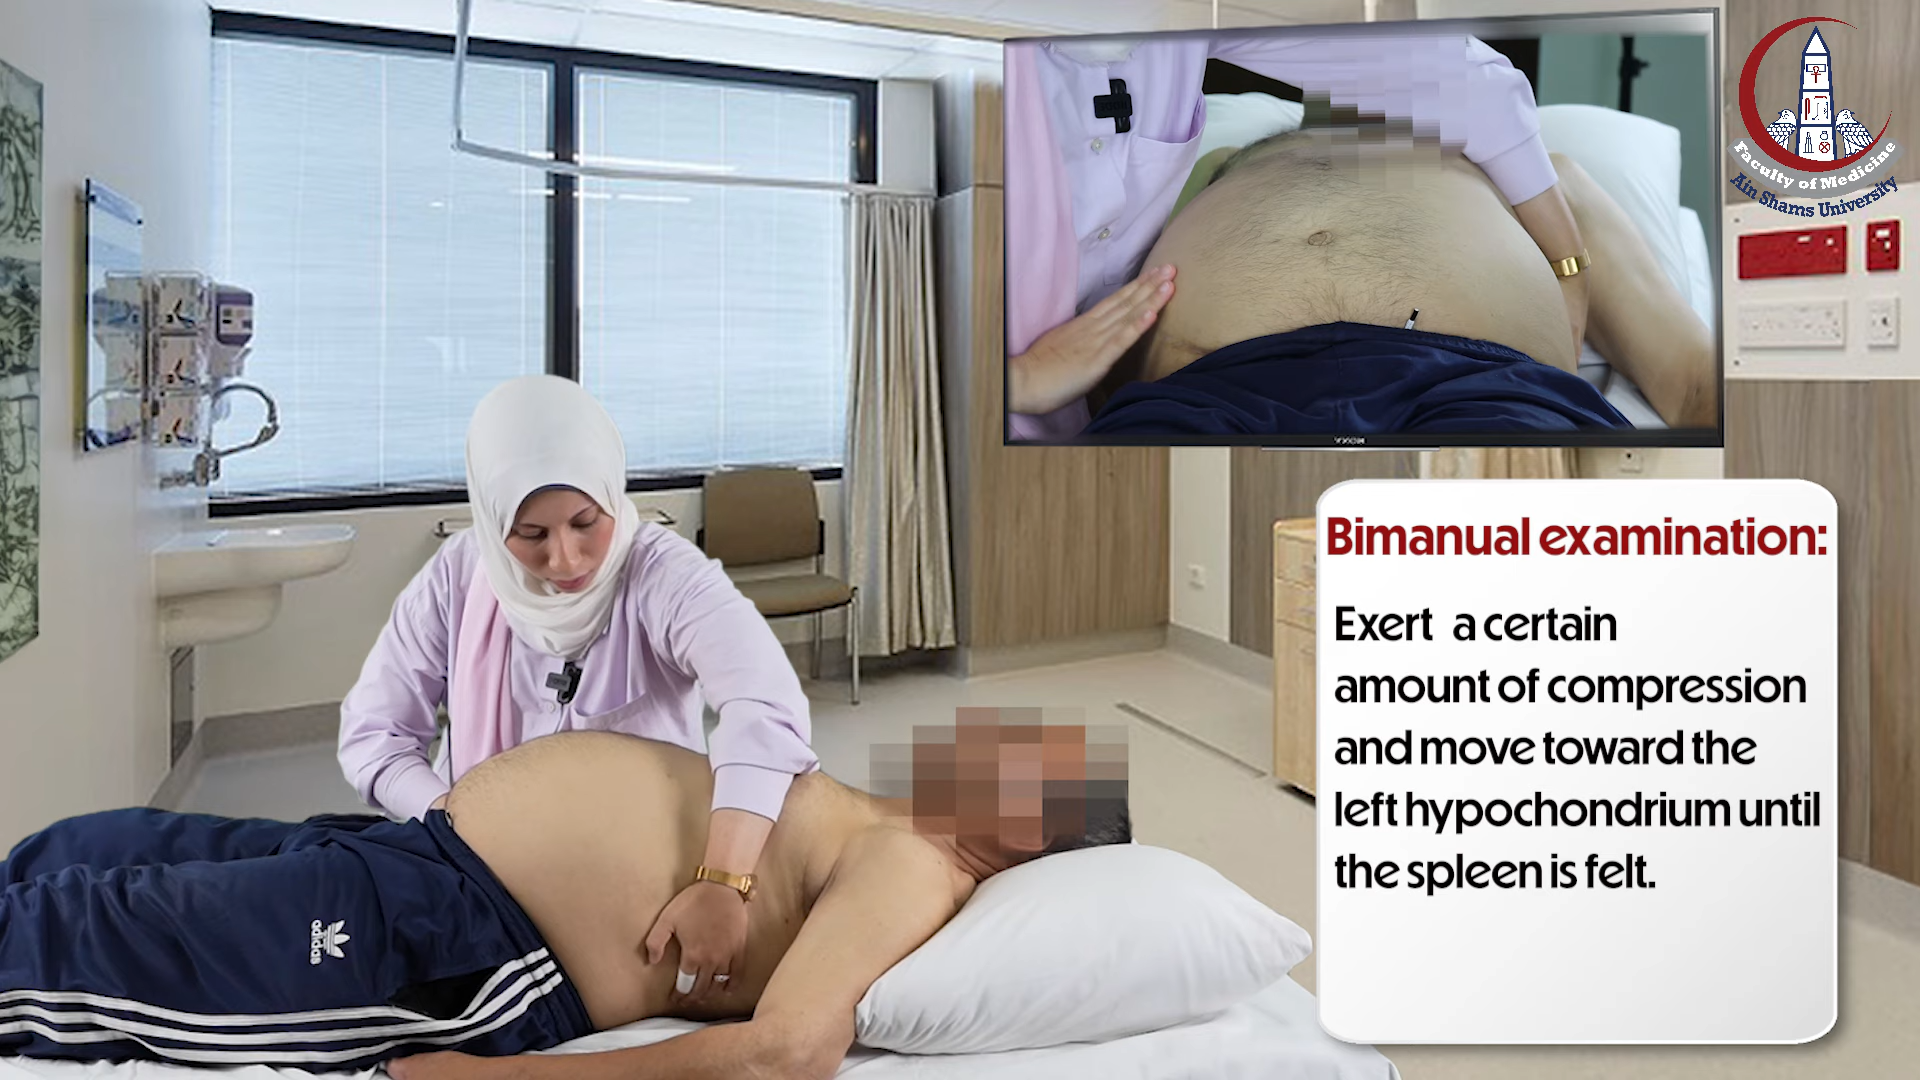 Faculty of Medicine
Ain Shams University
Bimanual examination:
Exert a certain
amount of compression
and move toward the
left hypochondrium until
the spleen is felt.
adidas